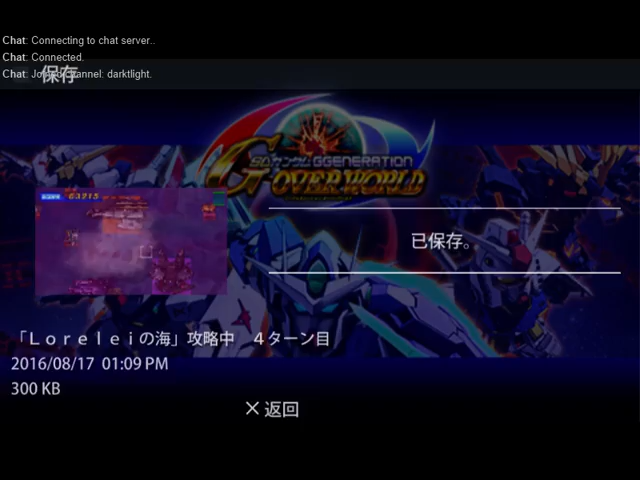 Chat: Connecting to chat server..
Chat: Connected.
Chat: Joined channel: darktlight.
保存
SDガンダム GGENERATION
OVERWORLD
63215
已保存。
「Ｌｏｒｅｌｅｉの海」攻略中　４ターン目
2016/08/17 01:09 PM
300 KB
✕ 返回